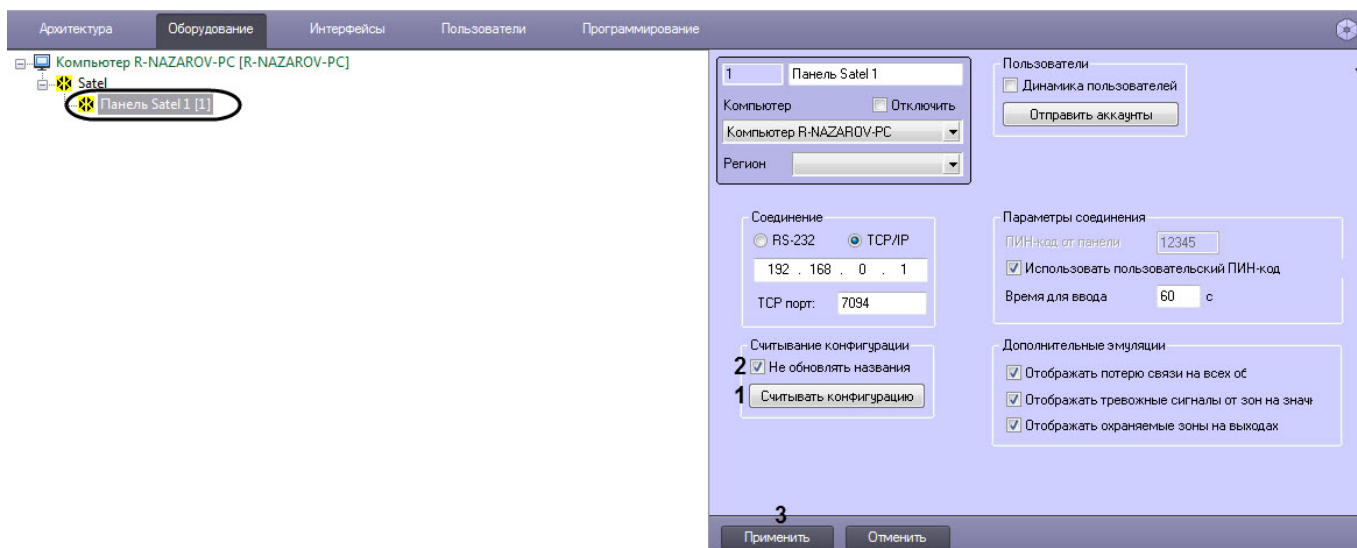 Архитектура Оборудование Интерфейсы Пользователи Программирование
Компьютер R-NAZAROV-PC [R-NAZAROV-PC]
Satel
Панель Satel 1 [1]
1 Панель Satel 1
Компьютер Отключить
Компьютер R-NAZAROV-PC
Регион
Пользователи
Динамика пользователей
Отправить аккаунты
Соединение
RS-232 TCP/IP
192 . 168 . 0 . 1
TCP порт: 7094
Параметры соединения
ПИН-код от панели 12345
Использовать пользовательский ПИН-код
Время для ввода 60 с
Считывание конфигурации
2 Не обновлять названия
1 Считывать конфигурацию
Дополнительные эмуляции
Отображать потерю связи на всех об
Отображать тревожные сигналы от зон на знач
Отображать охраняемые зоны на выходах
3
Применить Отменить